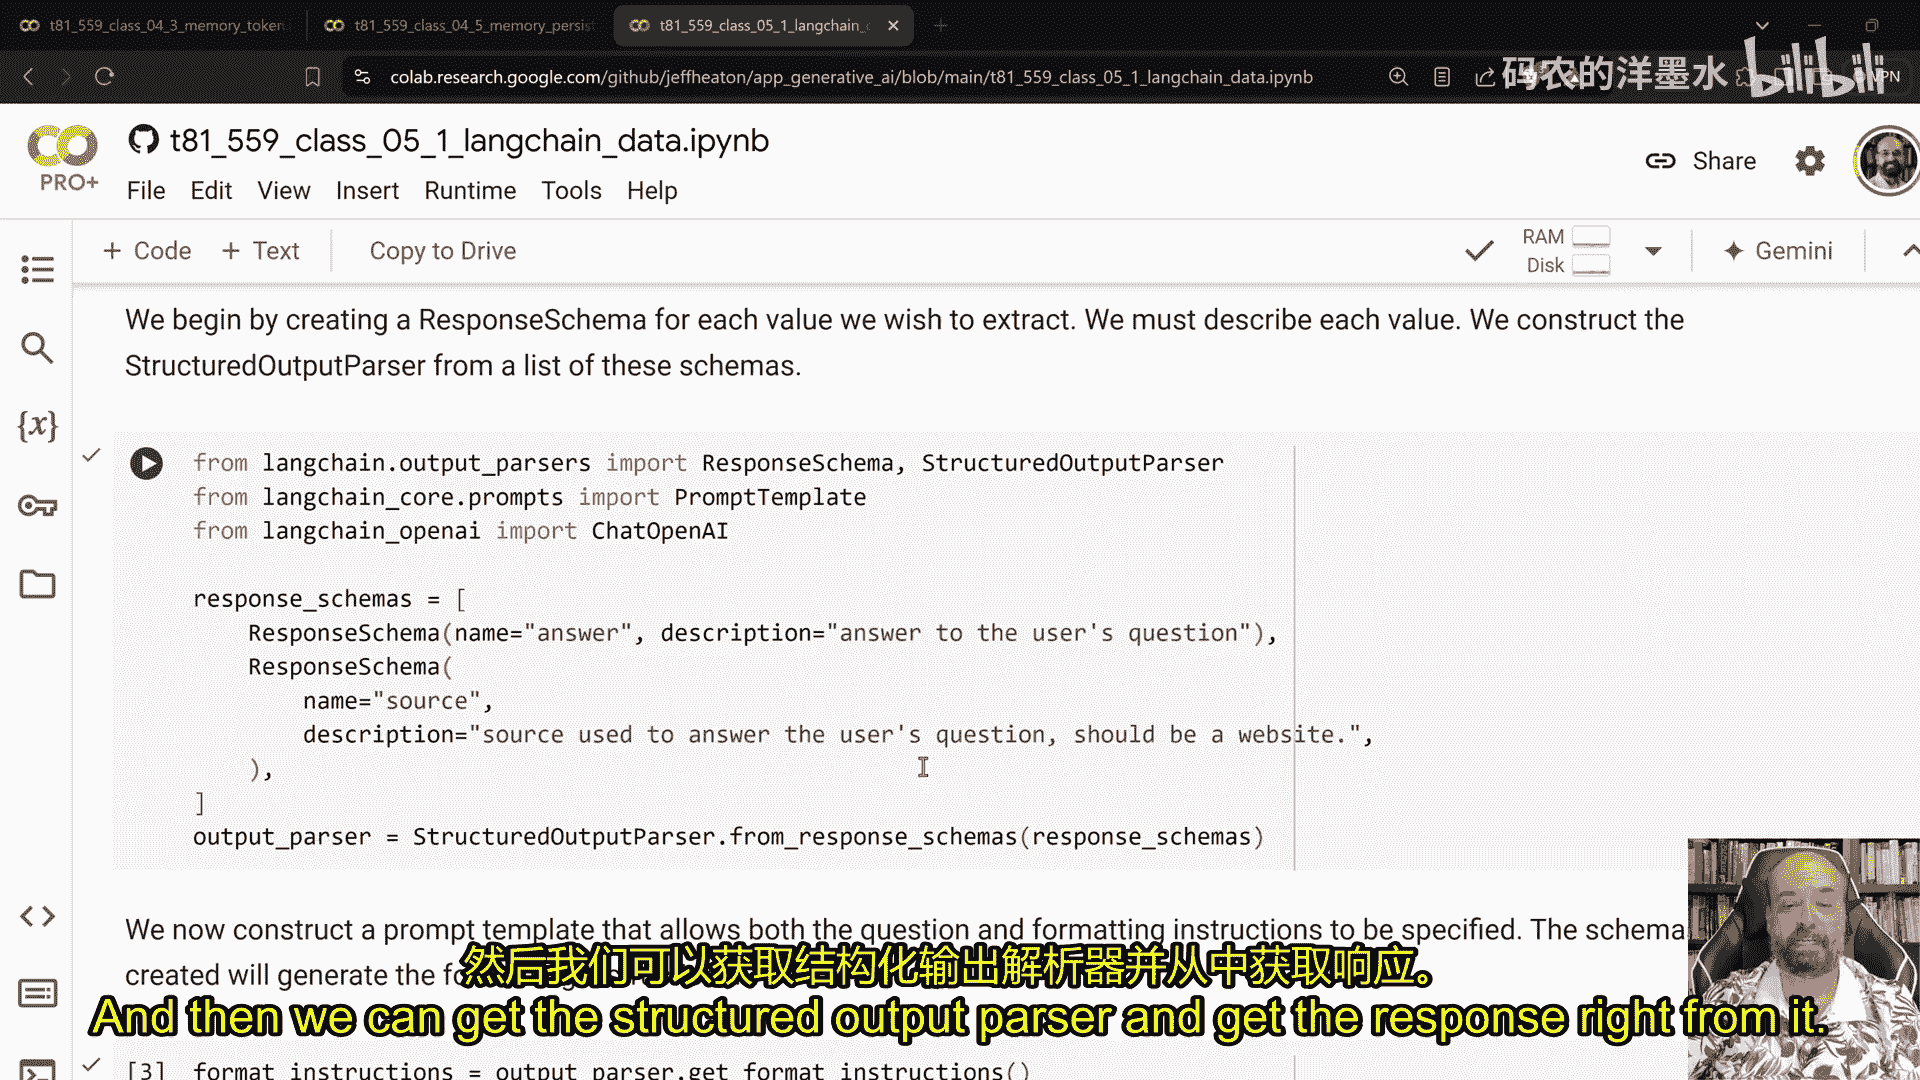 t81_559_class_04_3_memory_token
t81_559_class_04_5_memory_persist
t81_559_class_05_1_langchain_
colab.research.google.com/github/jeffheaton/app_generative_ai/blob/main/t81_559_class_05_1_langchain_data.ipynb
码农的洋墨水
bilibili
VPN
PRO+
t81_559_class_05_1_langchain_data.ipynb
File Edit View Insert Runtime Tools Help
Share
+ Code + Text Copy to Drive
RAM
Disk
Gemini
We begin by creating a ResponseSchema for each value we wish to extract. We must describe each value. We construct the
StructuredOutputParser from a list of these schemas.
from langchain.output_parsers import ResponseSchema, StructuredOutputParser
from langchain_core.prompts import PromptTemplate
from langchain_openai import ChatOpenAI
response_schemas = [
ResponseSchema(name="answer", description="answer to the user's question"),
ResponseSchema(
name="source",
description="source used to answer the user's question, should be a website.",
),
]
output_parser = StructuredOutputParser.from_response_schemas(response_schemas)
We now construct a prompt template that allows both the question and formatting instructions to be specified. The schema
created will generate the
然后我们可以获取结构化输出解析器并从中获取响应。
And then we can get the structured output parser and get the response right from it.
[3] format_instructions = output_parser.get_format_instructions()